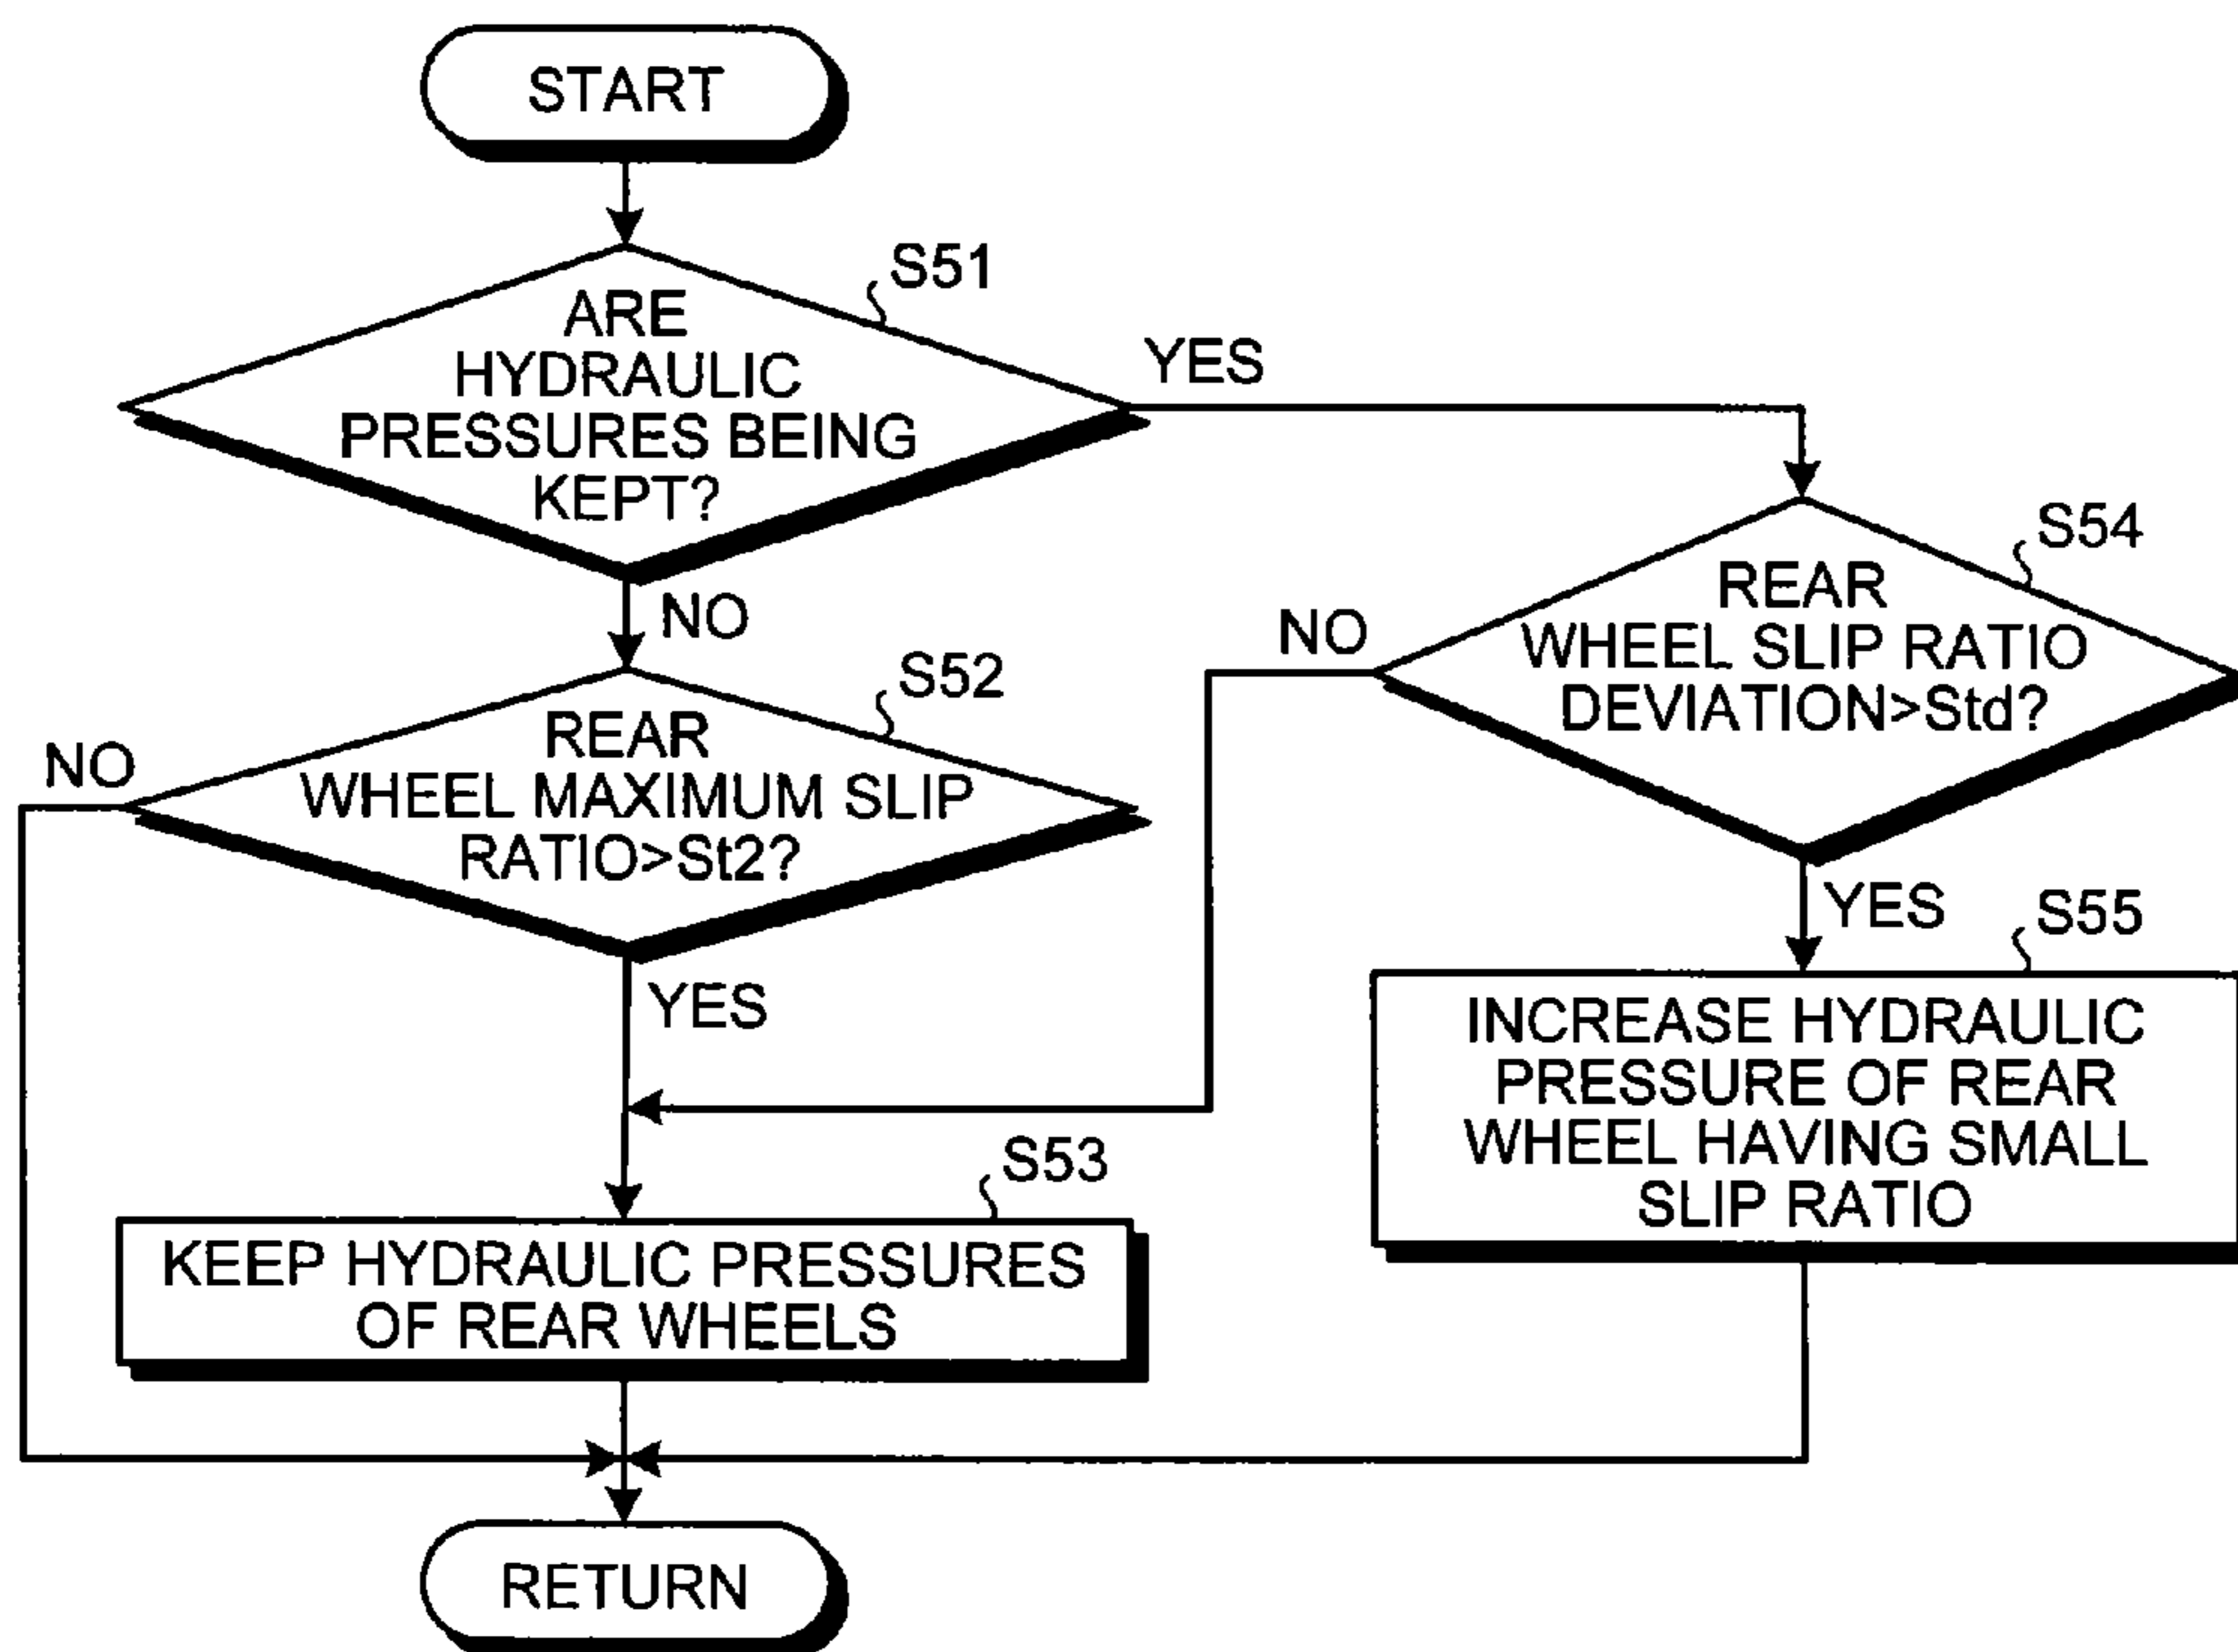 START
S51
ARE
HYDRAULIC
PRESSURES BEING
KEPT?
YES
NO
S52
REAR
WHEEL MAXIMUM SLIP
RATIO>St2?
NO
YES
S53
KEEP HYDRAULIC PRESSURES
OF REAR WHEELS
S54
REAR
WHEEL SLIP RATIO
DEVIATION>Std?
NO
YES
S55
INCREASE HYDRAULIC
PRESSURE OF REAR
WHEEL HAVING SMALL
SLIP RATIO
RETURN